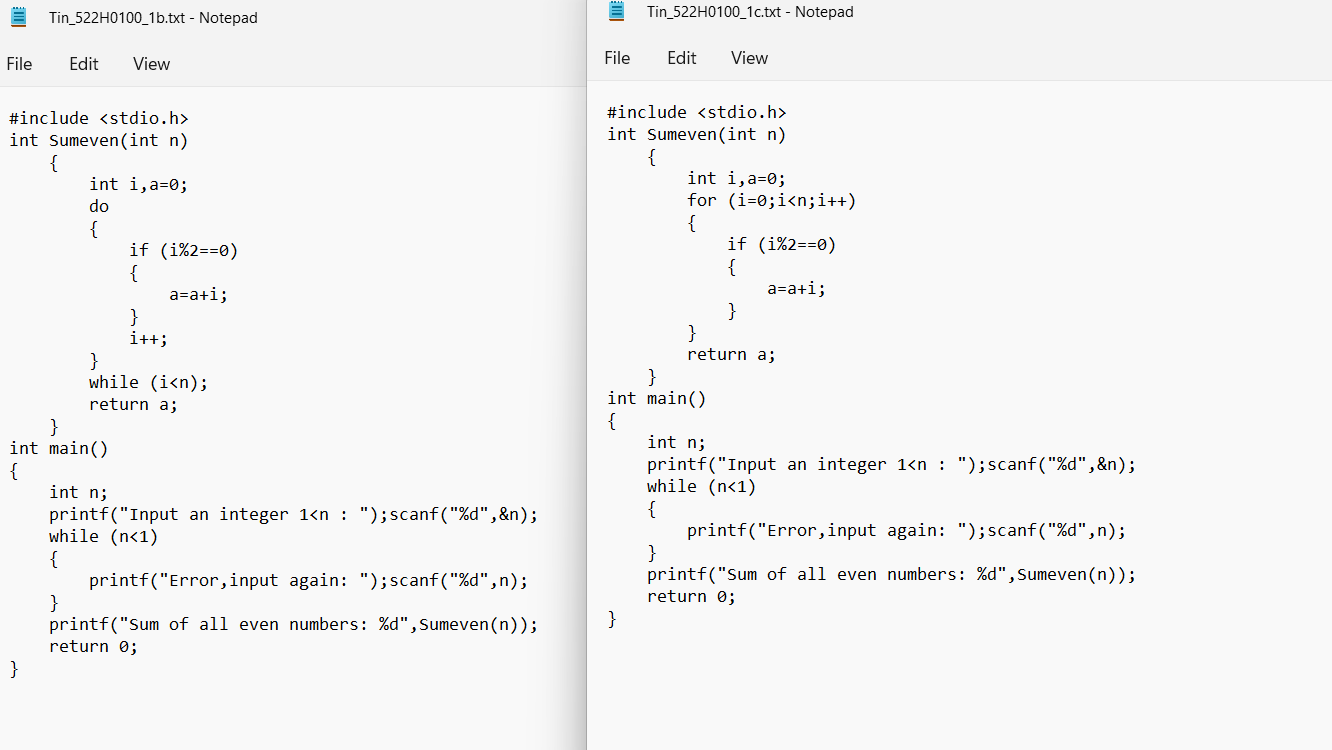 Tin_522H0100_1b.txt - Notepad
File Edit View
#include <stdio.h>
int Sumeven(int n)
    {
        int i,a=0;
        do
        {
            if (i%2==0)
            {
                a=a+i;
            }
            i++;
        }
        while (i<n);
        return a;
    }
int main()
{
    int n;
    printf("Input an integer 1<n : ");scanf("%d",&n);
    while (n<1)
    {
        printf("Error,input again: ");scanf("%d",n);
    }
    printf("Sum of all even numbers: %d",Sumeven(n));
    return 0;
}
Tin_522H0100_1c.txt - Notepad
File Edit View
#include <stdio.h>
int Sumeven(int n)
    {
        int i,a=0;
        for (i=0;i<n;i++)
        {
            if (i%2==0)
            {
                a=a+i;
            }
        }
        return a;
    }
int main()
{
    int n;
    printf("Input an integer 1<n : ");scanf("%d",&n);
    while (n<1)
    {
        printf("Error,input again: ");scanf("%d",n);
    }
    printf("Sum of all even numbers: %d",Sumeven(n));
    return 0;
}